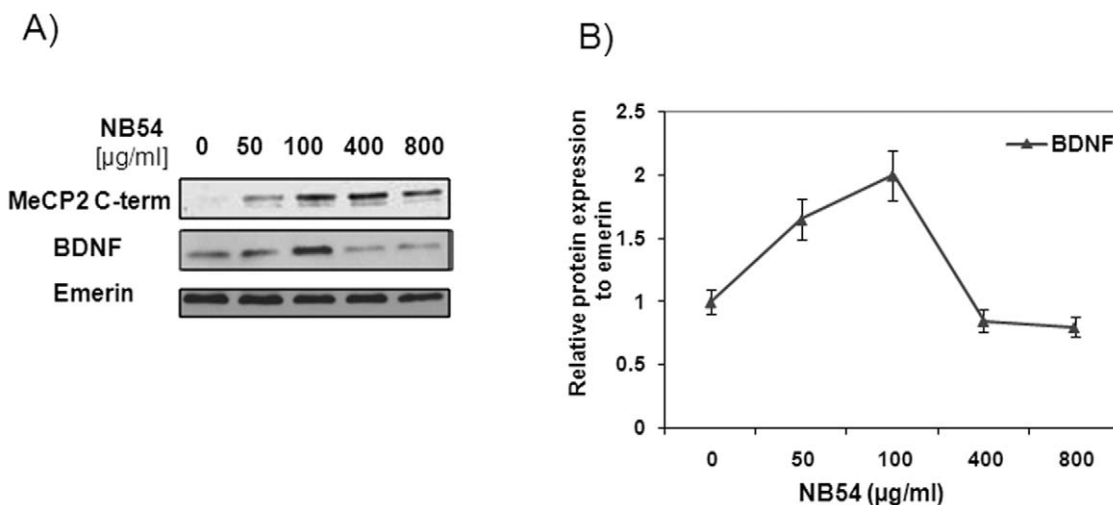 A)
NB54
[µg/ml]
0 50 100 400 800
MeCP2 C-term
BDNF
Emerin
B)
Relative protein expression
to emerin
2.5
2
1.5
1
0.5
0
BDNF
0 50 100 400 800
NB54 (µg/ml)